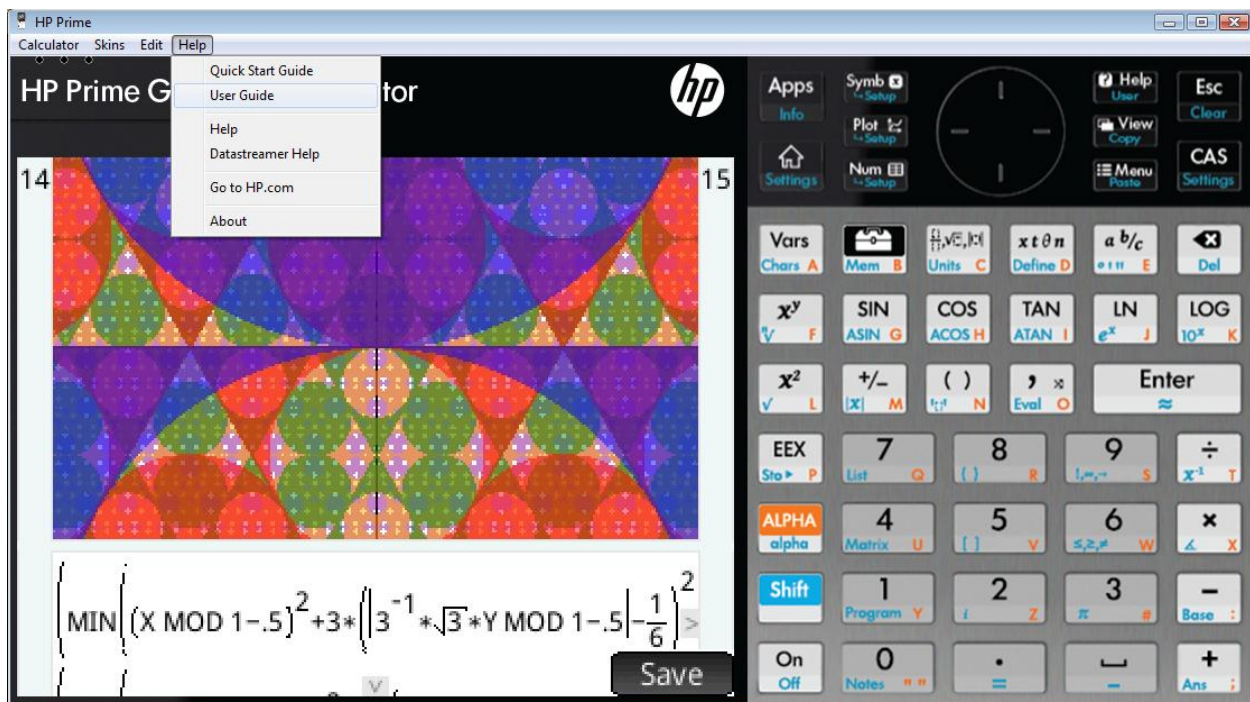 HP Prime
Calculator Skins Edit Help
Quick Start Guide
User Guide
Help
Datastreamer Help
Go to HP.com
About
HP Prime G
tor
hp
14
15
(MIN((X MOD 1-.5)^2+3*(|3^-1*√3*Y MOD 1-.5|-1/6)^2
>
V
Save
Apps
Info
Symb
Setup
Plot
Setup
Num
Setup
Settings
Help
User
View
Copy
Menu
Paste
Esc
Clear
CAS
Settings
Vars
Chars A
Mem B
Units C
x t θ n
Define D
a b/c
E
Del
x^y
F
SIN
ASIN G
COS
ACOS H
TAN
ATAN I
LN
e^x J
LOG
10^x K
x²
√ L
+/-
|x| M
( )
N
,
Eval O
Enter
≈
EEX
Sto ▸ P
7
List Q
8
{ } R
9
!,∞,→ S
÷
x^-1 T
ALPHA
alpha
4
Matrix U
5
[ ] V
6
≤,≥,≠ W
×
∡ X
Shift
1
Program Y
2
i Z
3
π #
−
Base :
On
Off
0
Notes " "
.
=
_
+
Ans ;